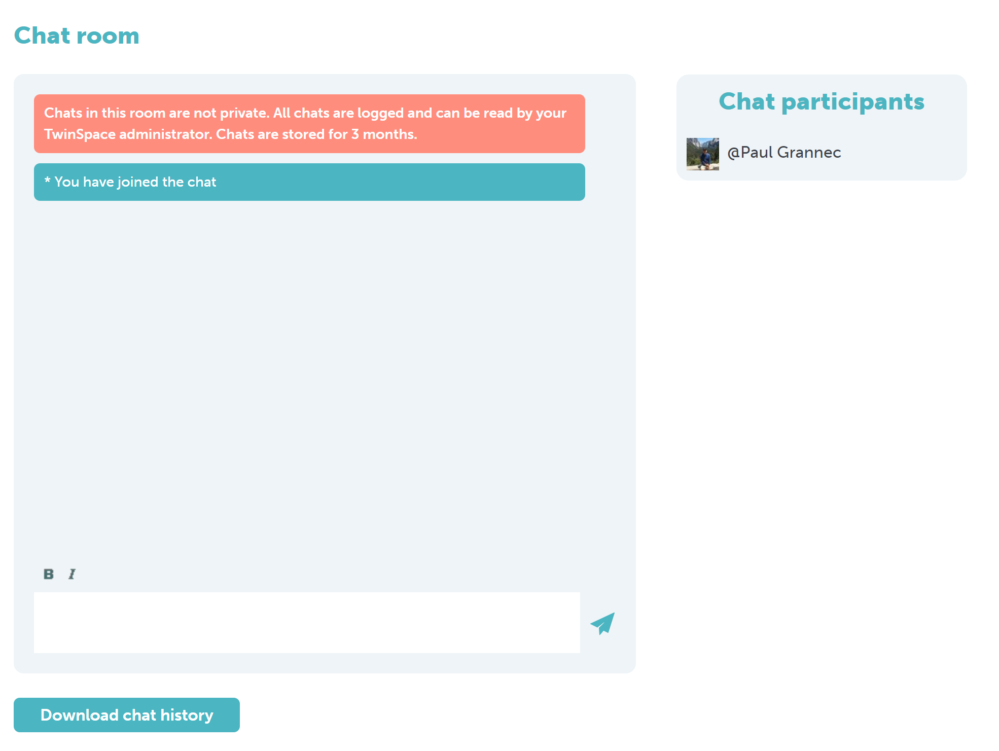 Chat room
Chats in this room are not private. All chats are logged and can be read by your
TwinSpace administrator. Chats are stored for 3 months.
* You have joined the chat
B I
Download chat history
Chat participants
@Paul Grannec